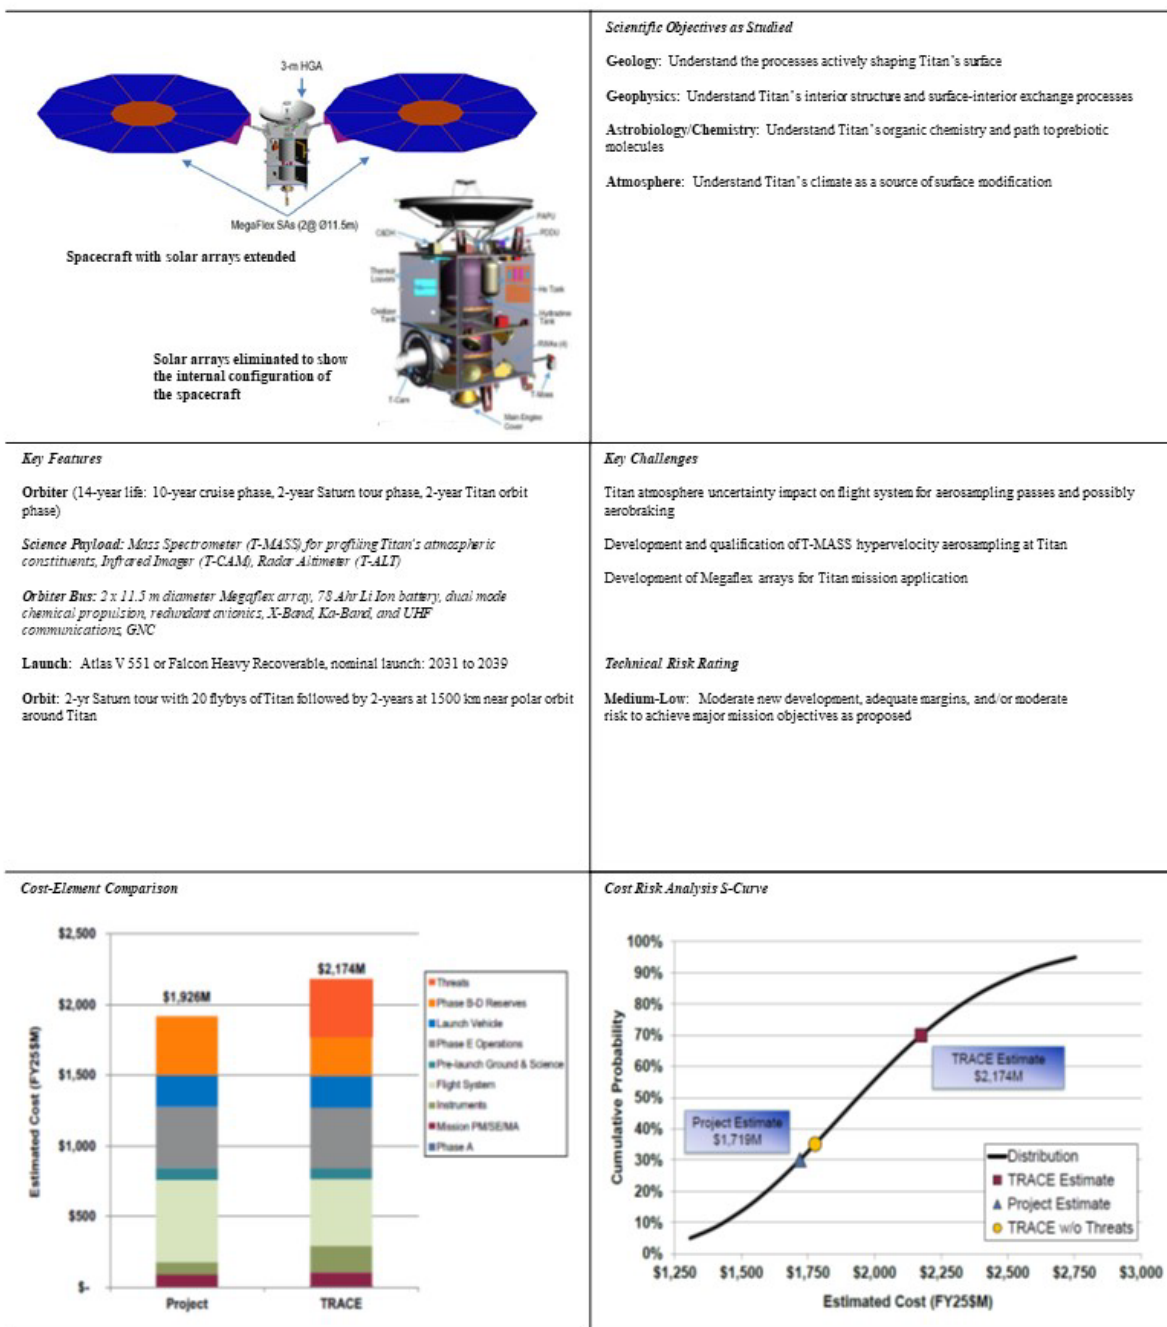 3-m HGA
MegaFlex SAs (2@ Ø11.5m)
Spacecraft with solar arrays extended
PAPU
C&DH
PDDU
Thermal
Louvers
He Tank
Oxidizer
Tank
Hydrazine
Tank
RWAs (4)
T-Mass
T-Cam
Main Engine
Cover
Solar arrays eliminated to show
the internal configuration of
the spacecraft
Scientific Objectives as Studied
Geology: Understand the processes actively shaping Titan's surface
Geophysics: Understand Titan's interior structure and surface-interior exchange processes
Astrobiology/Chemistry: Understand Titan's organic chemistry and path to prebiotic
molecules
Atmosphere: Understand Titan's climate as a source of surface modification
Key Features
Orbiter (14-year life: 10-year cruise phase, 2-year Saturn tour phase, 2-year Titan orbit
phase)
Science Payload: Mass Spectrometer (T-MASS) for profiling Titan's atmospheric
constituents, Infrared Imager (T-CAM), Radar Altimeter (T-ALT)
Orbiter Bus: 2 x 11.5 m diameter Megaflex array, 78 Ahr Li Ion battery, dual mode
chemical propulsion, redundant avionics, X-Band, Ka-Band, and UHF
communications, GNC
Launch: Atlas V 551 or Falcon Heavy Recoverable, nominal launch: 2031 to 2039
Orbit: 2-yr Saturn tour with 20 flybys of Titan followed by 2-years at 1500 km near polar orbit
around Titan
Key Challenges
Titan atmosphere uncertainty impact on flight system for aerosampling passes and possibly
aerobraking
Development and qualification of T-MASS hypervelocity aerosampling at Titan
Development of Megaflex arrays for Titan mission application
Technical Risk Rating
Medium-Low: Moderate new development, adequate margins, and/or moderate
risk to achieve major mission objectives as proposed
Cost-Element Comparison
Estimated Cost (FY25$M)
$2,500
$2,000
$1,500
$1,000
$500
$-
$1,926M
$2,174M
Project
TRACE
Threats
Phase B-D Reserves
Launch Vehicle
Phase E Operations
Pre-launch Ground & Science
Flight System
Instruments
Mission PM/SE/MA
Phase A
Cost Risk Analysis S-Curve
Cumulative Probability
100%
90%
80%
70%
60%
50%
40%
30%
20%
10%
0%
TRACE Estimate
$2,174M
Project Estimate
$1,719M
Distribution
TRACE Estimate
Project Estimate
TRACE w/o Threats
$1,250
$1,500
$1,750
$2,000
$2,250
$2,500
$2,750
$3,000
Estimated Cost (FY25$M)